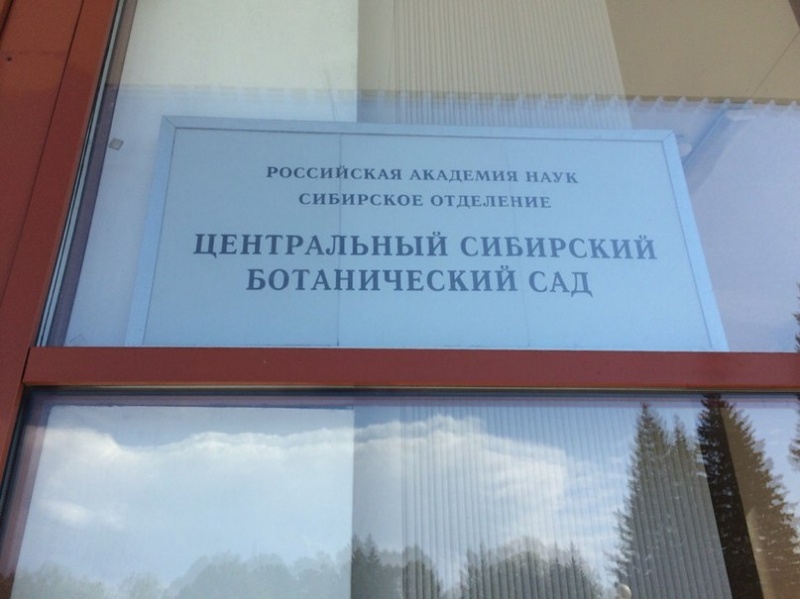 РОССИЙСКАЯ АКАДЕМИЯ НАУК
СИБИРСКОЕ ОТДЕЛЕНИЕ
ЦЕНТРАЛЬНЫЙ СИБИРСКИЙ
БОТАНИЧЕСКИЙ САД